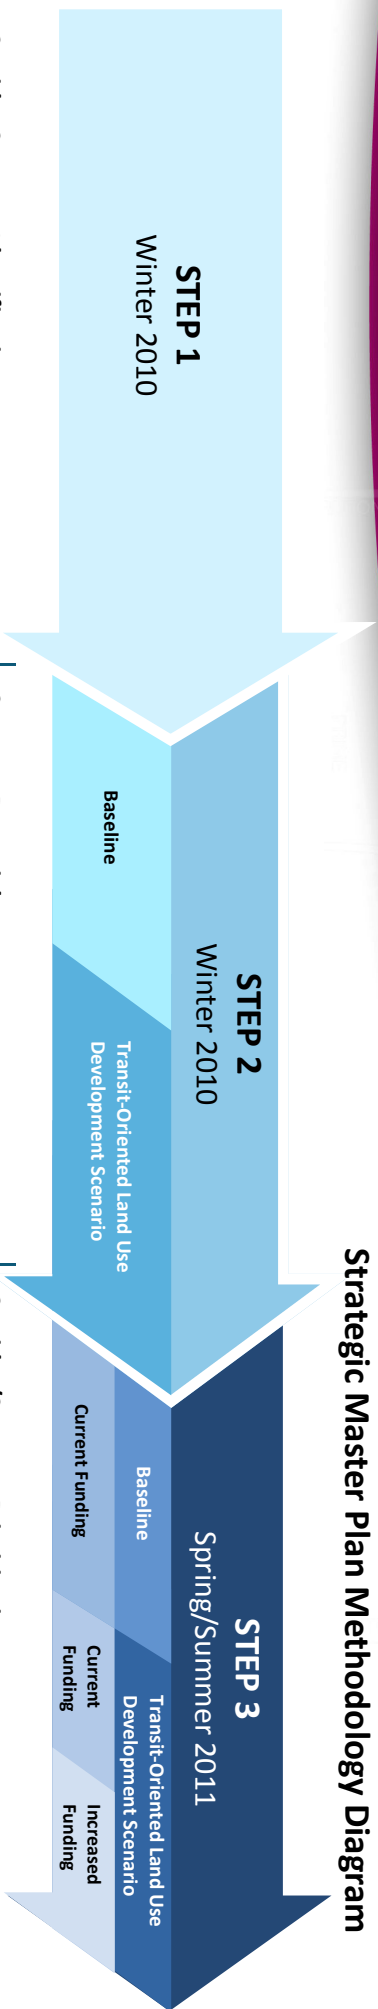 Strategic Master Plan Methodology Diagram
STEP 1
Winter 2010
STEP 2
Winter 2010
Baseline
Transit-Oriented Land Use
Development Scenario
STEP 3
Spring/Summer 2011
Baseline
Transit-Oriented Land Use
Development Scenario
Current Funding
Current
Funding
Increased
Funding